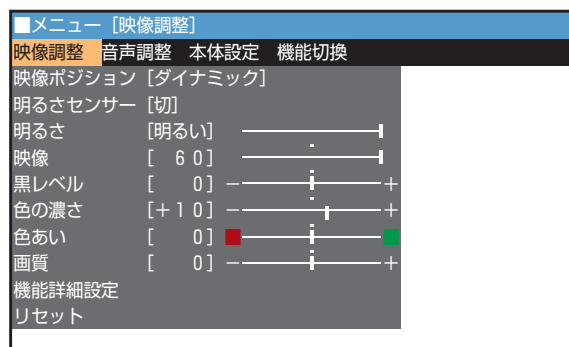 ■メニュー［映像調整］
映像調整 音声調整 本体設定 機能切換
映像ポジション［ダイナミック］
明るさセンサー［切］
明るさ ［明るい］
映像 ［ ６０］
黒レベル ［ ０］－ ＋
色の濃さ ［＋１０］－ ＋
色あい ［ ０］
画質 ［ ０］－ ＋
機能詳細設定
リセット